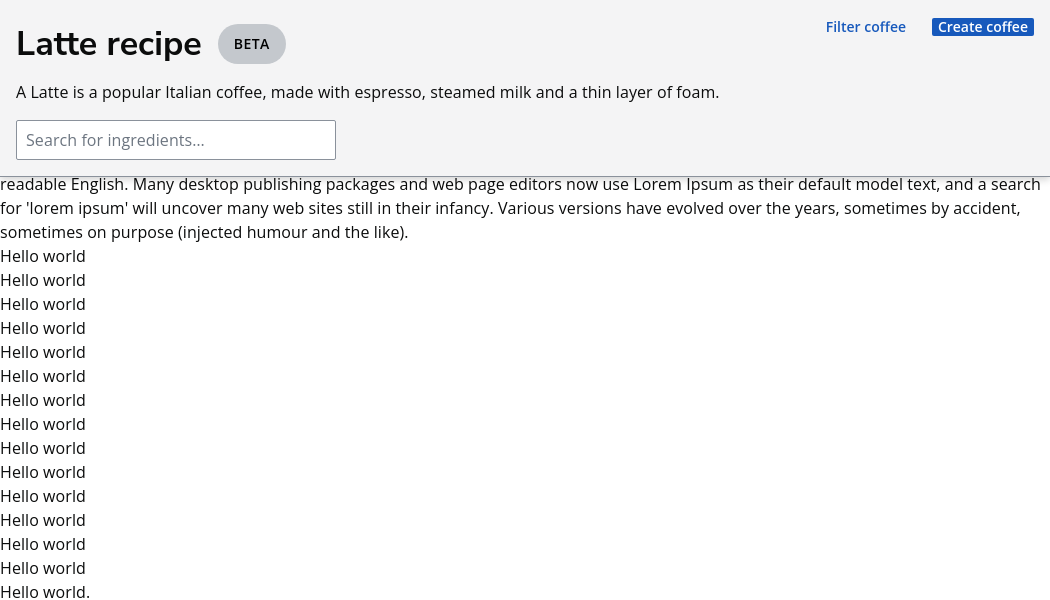 Latte recipe
BETA
Filter coffee
Create coffee
A Latte is a popular Italian coffee, made with espresso, steamed milk and a thin layer of foam.
Search for ingredients...
readable English. Many desktop publishing packages and web page editors now use Lorem Ipsum as their default model text, and a search
for 'lorem ipsum' will uncover many web sites still in their infancy. Various versions have evolved over the years, sometimes by accident,
sometimes on purpose (injected humour and the like).
Hello world
Hello world
Hello world
Hello world
Hello world
Hello world
Hello world
Hello world
Hello world
Hello world
Hello world
Hello world
Hello world
Hello world
Hello world.